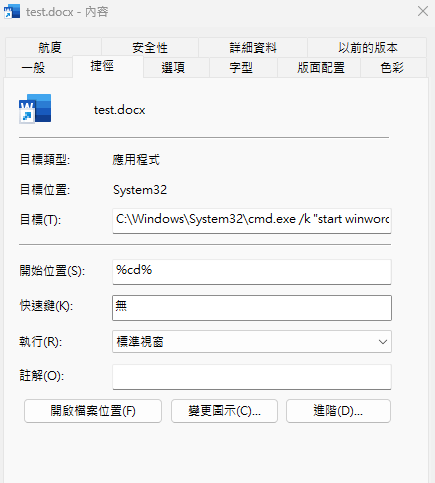 test.docx - 內容
航廈 安全性 詳細資料 以前的版本
一般 捷徑 選項 字型 版面配置 色彩
test.docx
目標類型: 應用程式
目標位置: System32
目標(T): C:\Windows\System32\cmd.exe /k "start winword
開始位置(S): %cd%
快速鍵(K): 無
執行(R): 標準視窗
註解(O):
開啟檔案位置(F) 變更圖示(C)... 進階(D)...